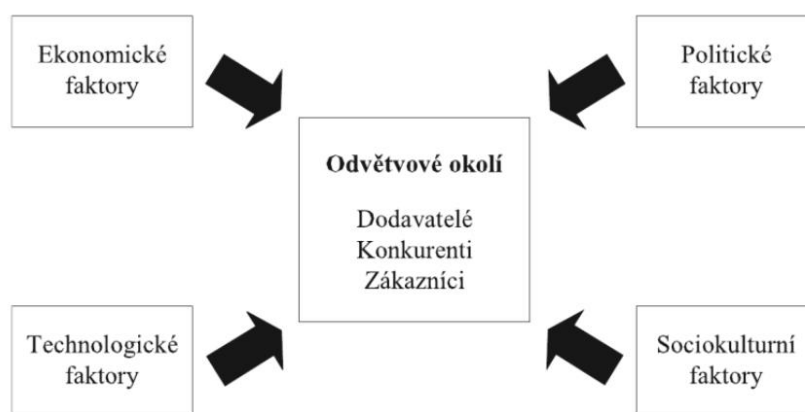 Ekonomické
faktory
Politické
faktory
Odvětvové okolí
Dodavatelé
Konkurenti
Zákazníci
Technologické
faktory
Sociokulturní
faktory